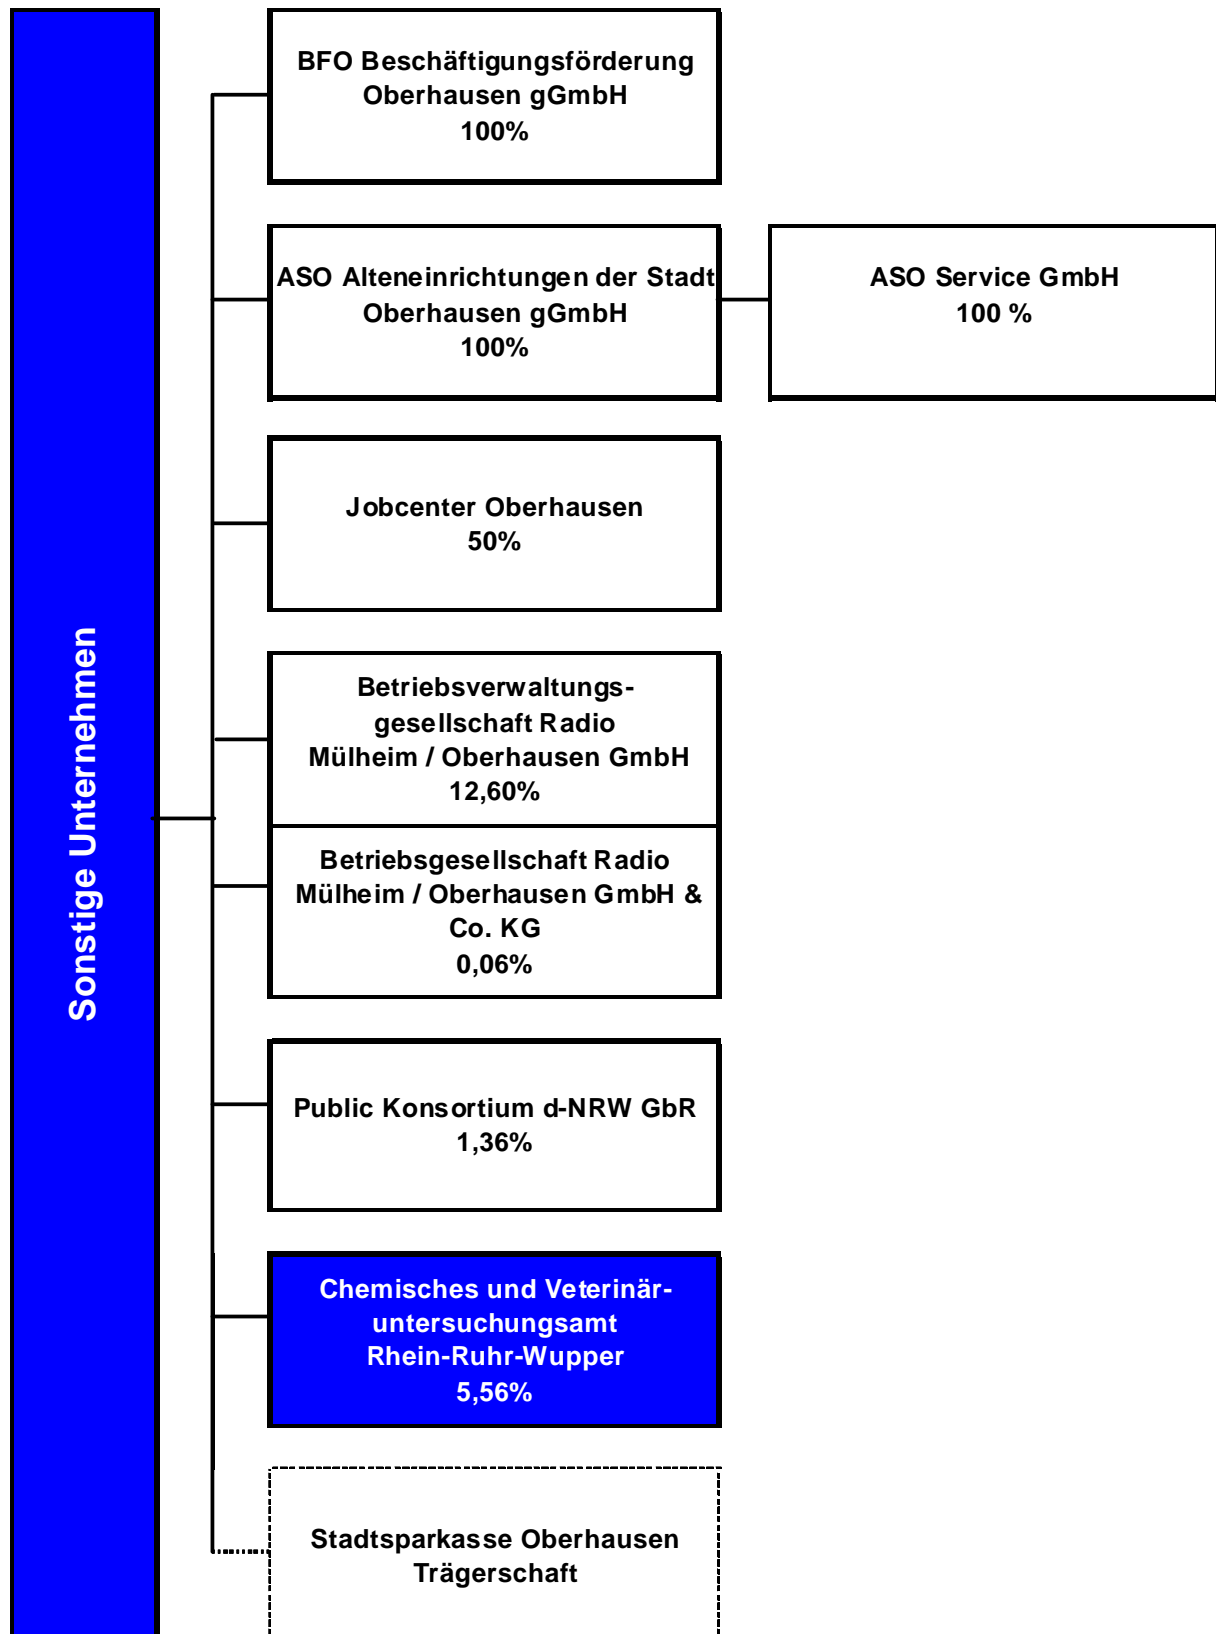 Sonstige Unternehmen
BFO Beschäftigungsförderung
Oberhausen gGmbH
100%
ASO Alteneinrichtungen der Stadt
Oberhausen gGmbH
100%
ASO Service GmbH
100 %
Jobcenter Oberhausen
50%
Betriebsverwaltungs-
gesellschaft Radio
Mülheim / Oberhausen GmbH
12,60%
Betriebsgesellschaft Radio
Mülheim / Oberhausen GmbH &
Co. KG
0,06%
Public Konsortium d-NRW GbR
1,36%
Chemisches und Veterinär-
untersuchungsamt
Rhein-Ruhr-Wupper
5,56%
Stadtsparkasse Oberhausen
Trägerschaft